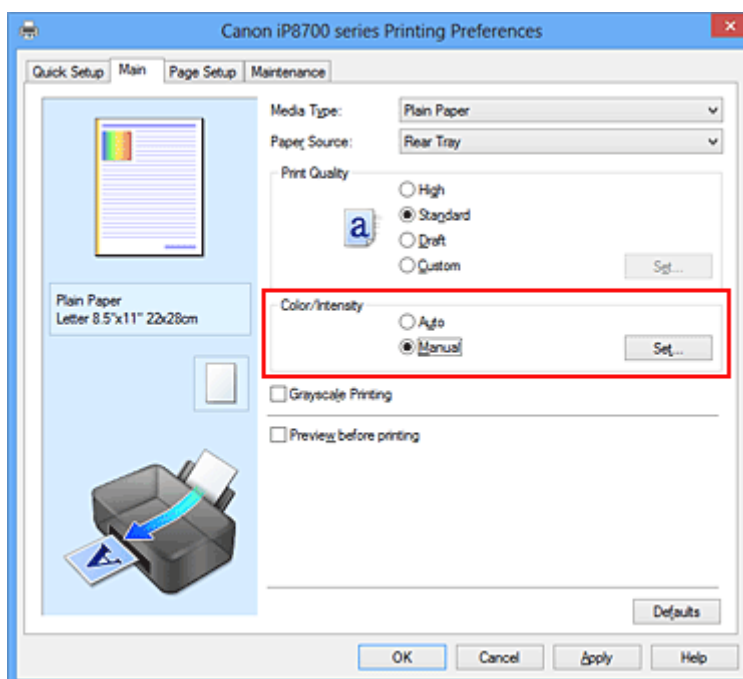 Canon iP8700 series Printing Preferences
Quick Setup Main Page Setup Maintenance
Media Type: Plain Paper
Paper Source: Rear Tray
Print Quality
High
a Standard
Draft
Custom Set...
Plain Paper
Letter 8.5"x11" 22x28cm
Color/Intensity
Auto
Manual Set...
Grayscale Printing
Preview before printing
A
Defaults
OK Cancel Apply Help